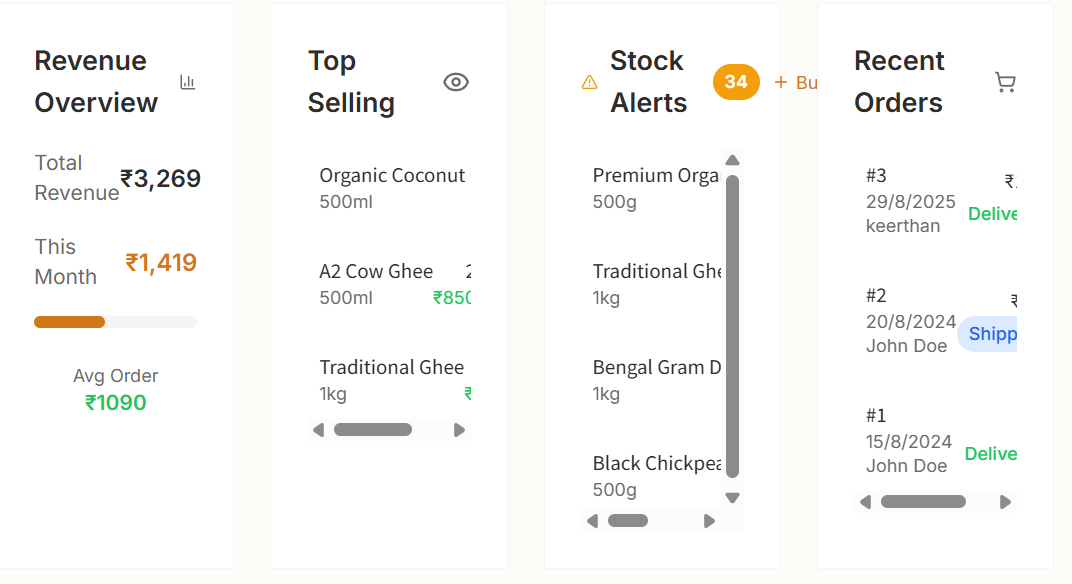 Revenue
Overview
Total
Revenue
₹3,269
This
Month
₹1,419
Avg Order
₹1090
Top
Selling
Organic Coconut
500ml
A2 Cow Ghee
500ml
₹850
Traditional Ghee
1kg
₹
Stock
Alerts
34
+ Bu
Premium Orga
500g
Traditional Ghe
1kg
Bengal Gram D
1kg
Black Chickpea
500g
Recent
Orders
#3
29/8/2025
keerthan
₹
Delive
#2
20/8/2024
John Doe
₹
Shipp
#1
15/8/2024
John Doe
Delive